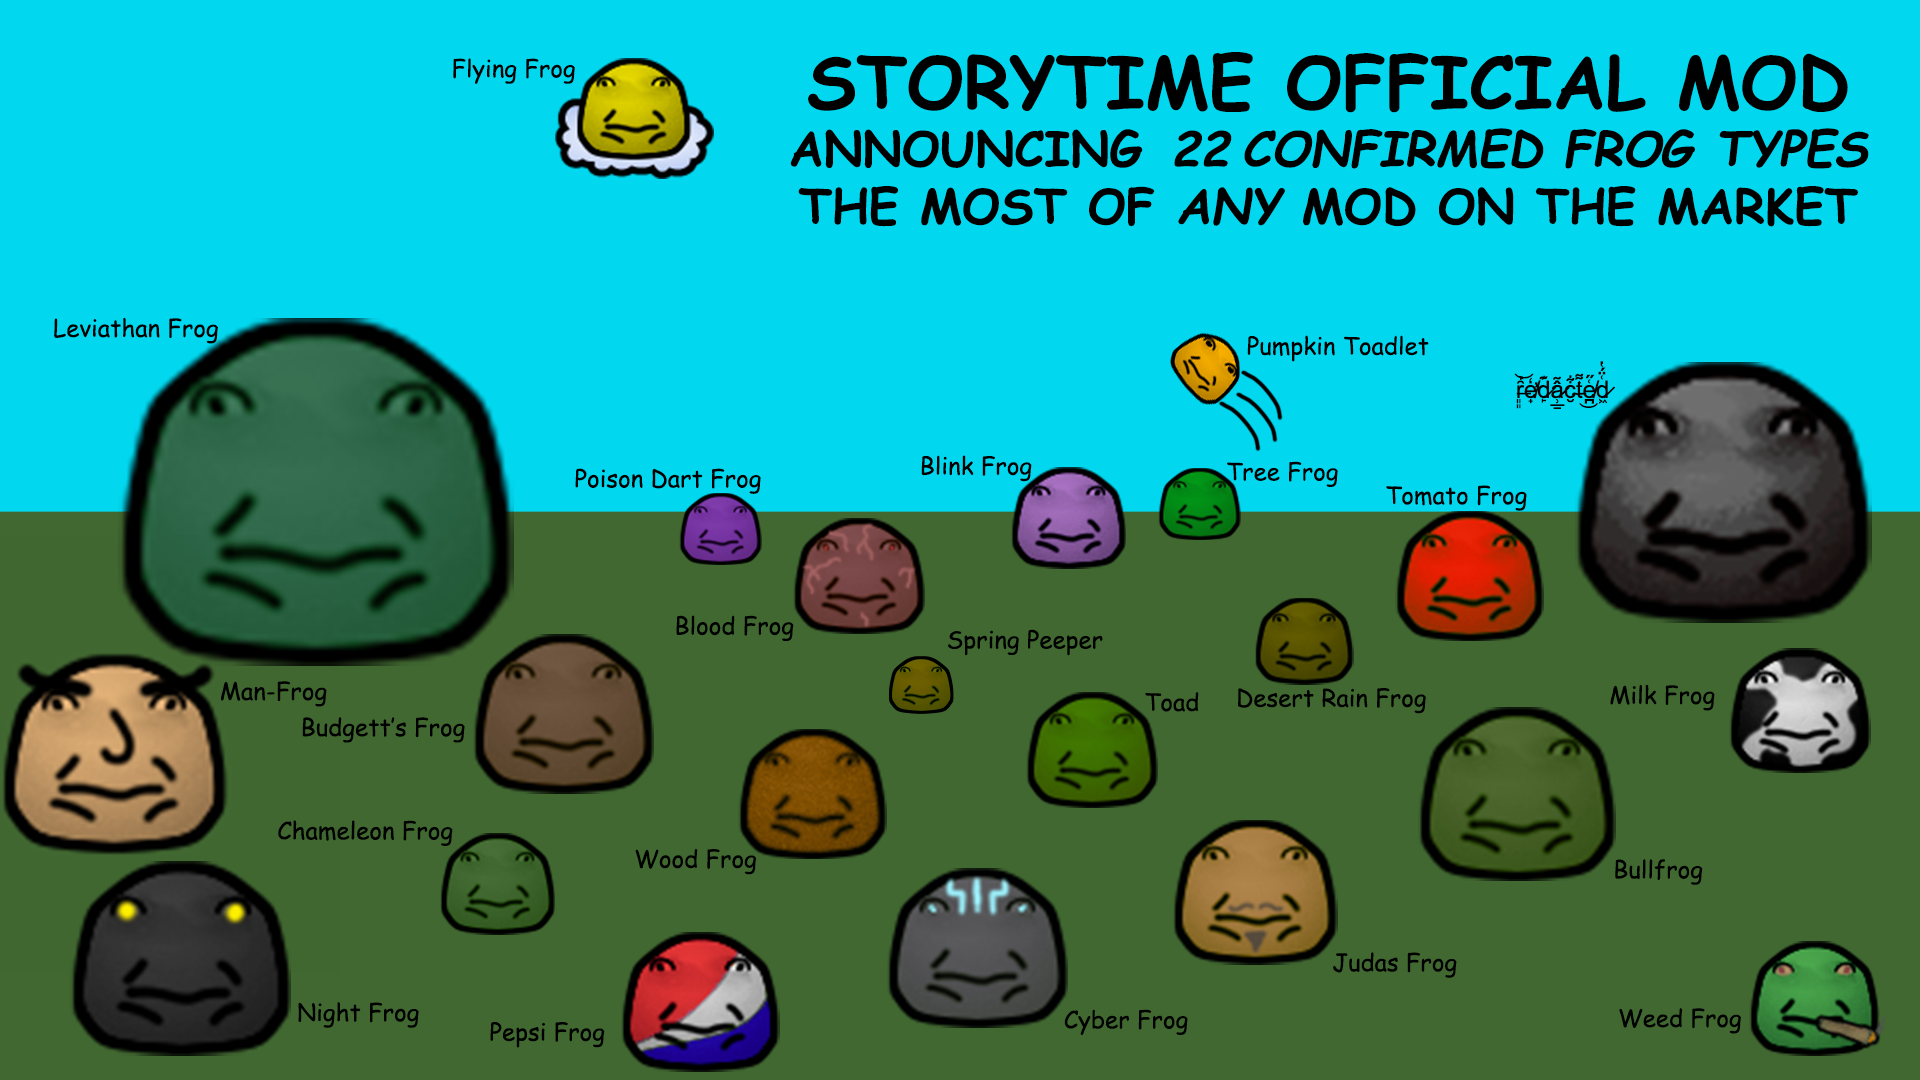 Flying Frog
STORYTIME OFFICIAL MOD
ANNOUNCING 22 CONFIRMED FROG TYPES
THE MOST OF ANY MOD ON THE MARKET
Leviathan Frog
Pumpkin Toadlet
redacted
Poison Dart Frog
Blink Frog
Tree Frog
Tomato Frog
Blood Frog
Spring Peeper
Man-Frog
Budgett's Frog
Toad
Desert Rain Frog
Milk Frog
Chameleon Frog
Wood Frog
Bullfrog
Judas Frog
Night Frog
Pepsi Frog
Cyber Frog
Weed Frog